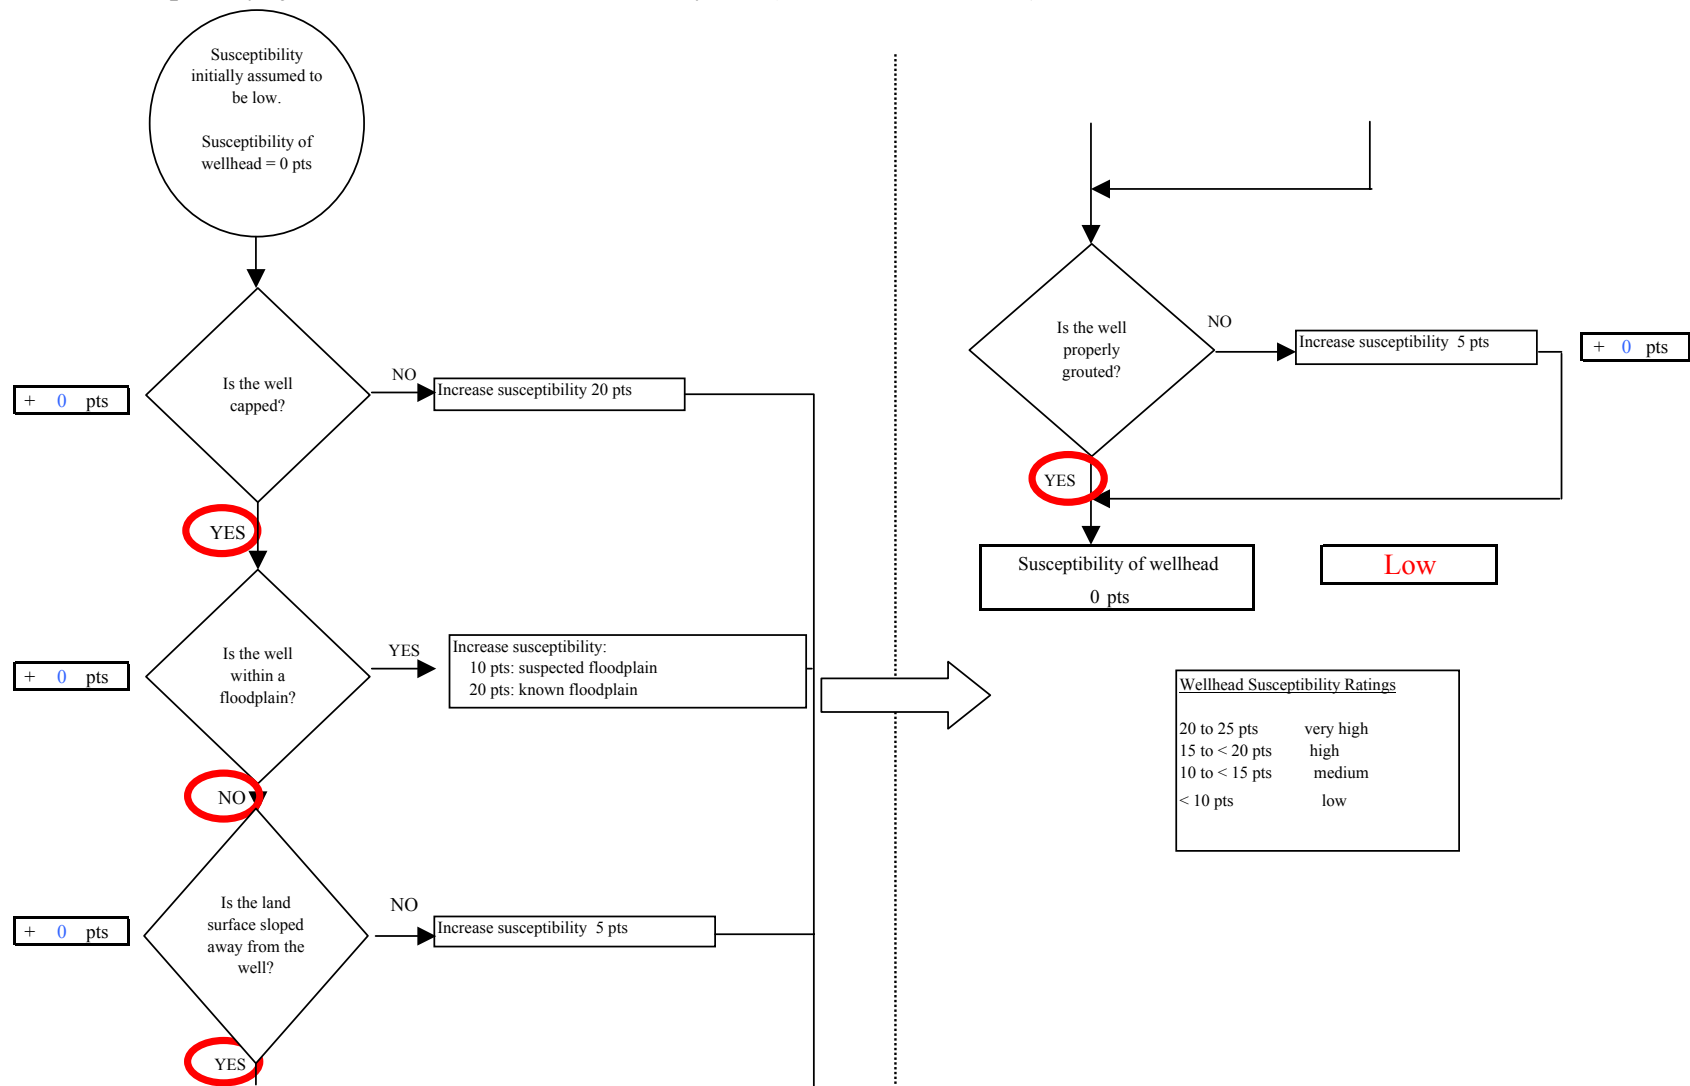 Susceptibility
initially assumed to
be low.
Susceptibility of
wellhead = 0 pts
Is the well
capped?
NO
Increase susceptibility 20 pts
+ 0 pts
YES
Is the well
within a
floodplain?
YES
Increase susceptibility:
10 pts: suspected floodplain
20 pts: known floodplain
+ 0 pts
NO
Is the land
surface sloped
away from the
well?
NO
Increase susceptibility 5 pts
+ 0 pts
YES
Is the well
properly
grouted?
NO
Increase susceptibility 5 pts
+ 0 pts
YES
Susceptibility of wellhead
0 pts
Low
Wellhead Susceptibility Ratings
20 to 25 pts very high
15 to < 20 pts high
10 to < 15 pts medium
< 10 pts low